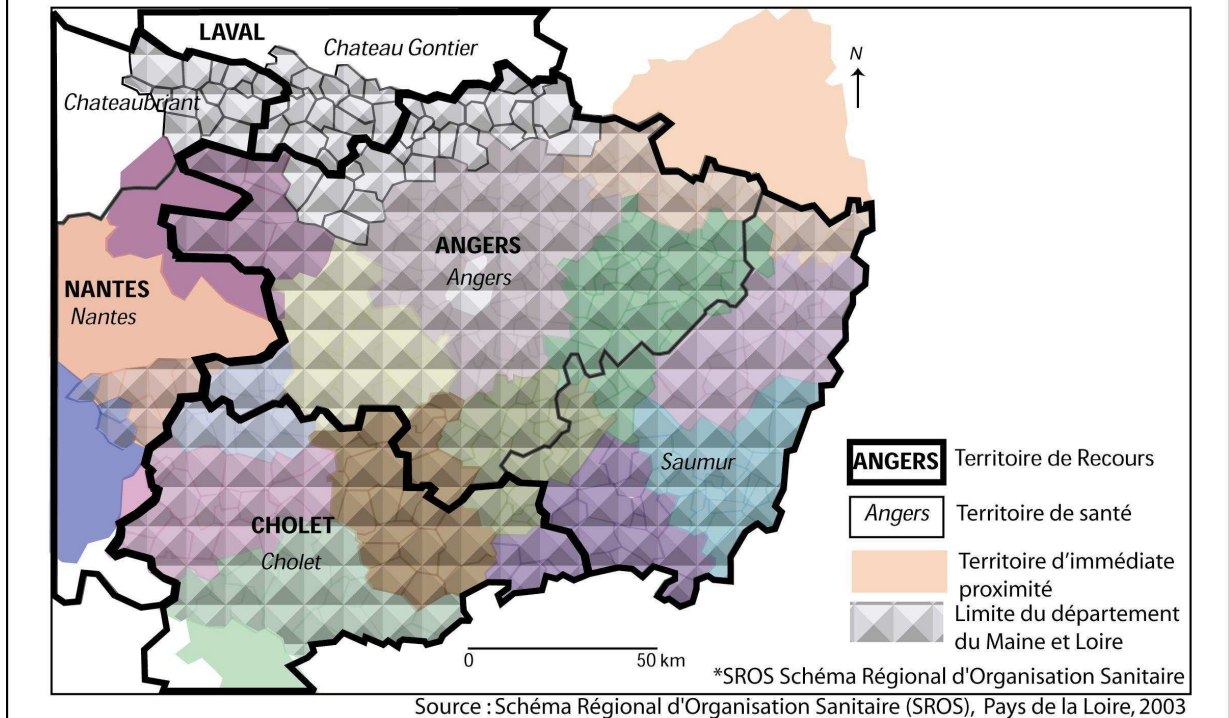 LAVAL
Chateau Gontier
N
Chateaubriant
ANGERS
Angers
NANTES
Nantes
Saumur
CHOLET
Cholet
ANGERS Territoire de Recours
Angers Territoire de santé
Territoire d'immédiate
proximité
Limite du département
du Maine et Loire
0 50 km
*SROS Schéma Régional d'Organisation Sanitaire
Source : Schéma Régional d'Organisation Sanitaire (SROS), Pays de la Loire, 2003